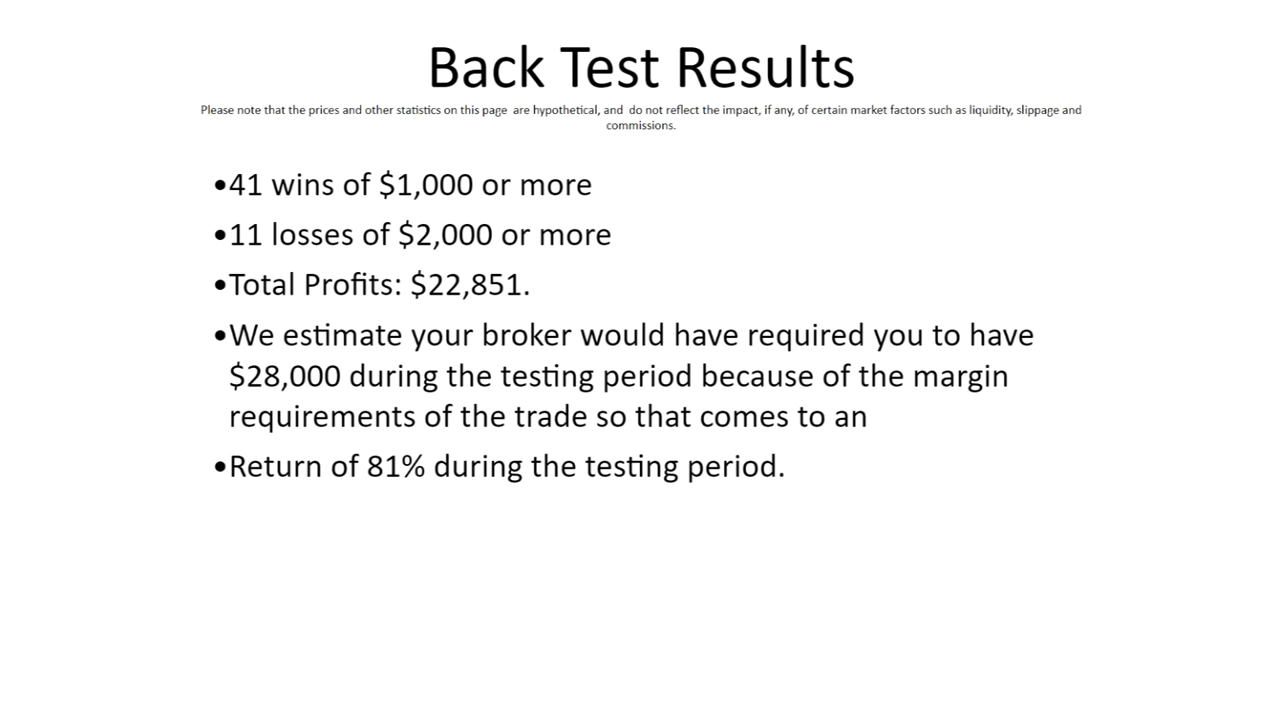 Back Test Results
Please note that the prices and other statistics on this page  are hypothetical, and  do not reflect the impact, if any, of certain market factors such as liquidity, slippage and
commissions.
•41 wins of $1,000 or more
•11 losses of $2,000 or more
•Total Profits: $22,851.
•We estimate your broker would have required you to have
$28,000 during the testing period because of the margin
requirements of the trade so that comes to an
•Return of 81% during the testing period.